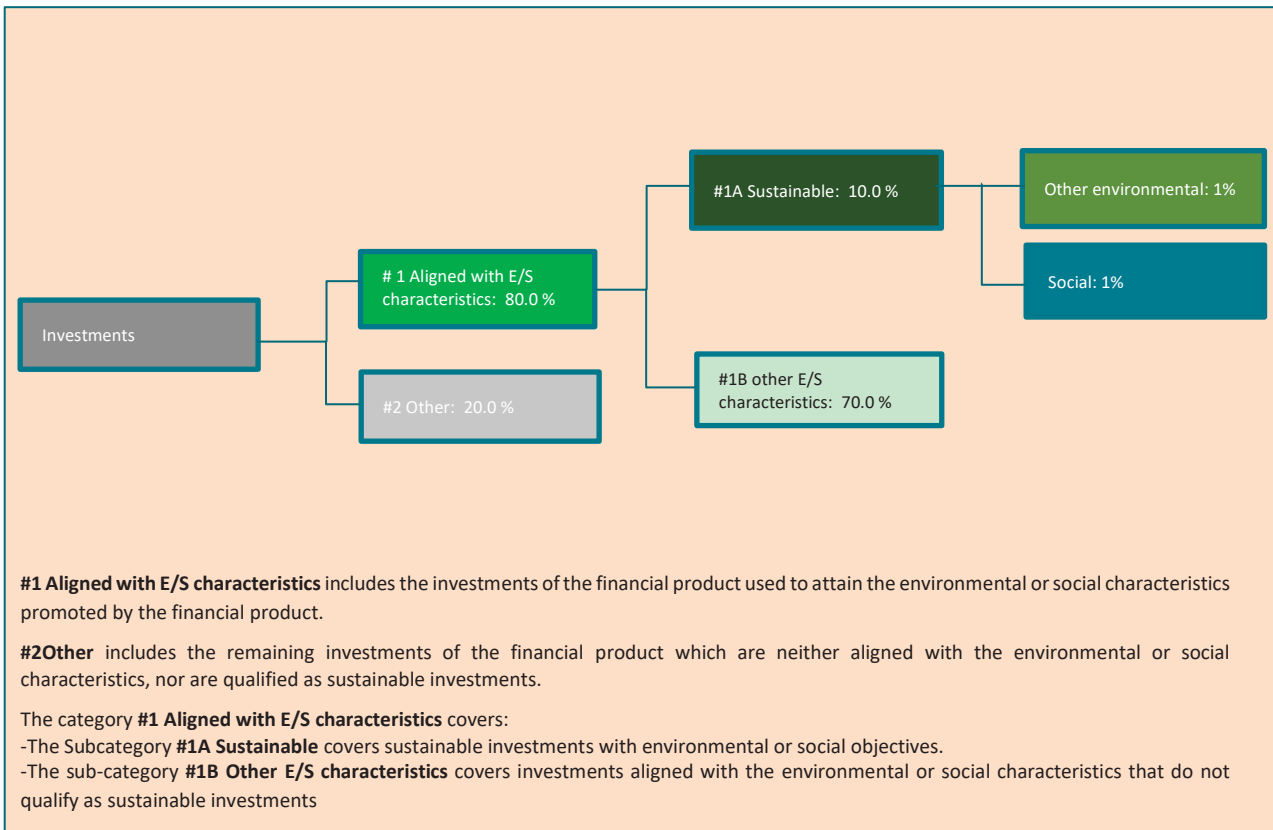 #1A Sustainable: 10.0 %
Other environmental: 1%
# 1 Aligned with E/S
characteristics: 80.0 %
Social: 1%
Investments
#1B other E/S
characteristics: 70.0 %
#2 Other: 20.0 %
#1 Aligned with E/S characteristics includes the investments of the financial product used to attain the environmental or social characteristics
promoted by the financial product.
#2Other includes the remaining investments of the financial product which are neither aligned with the environmental or social
characteristics, nor are qualified as sustainable investments.
The category #1 Aligned with E/S characteristics covers:
-The Subcategory #1A Sustainable covers sustainable investments with environmental or social objectives.
-The sub-category #1B Other E/S characteristics covers investments aligned with the environmental or social characteristics that do not
qualify as sustainable investments